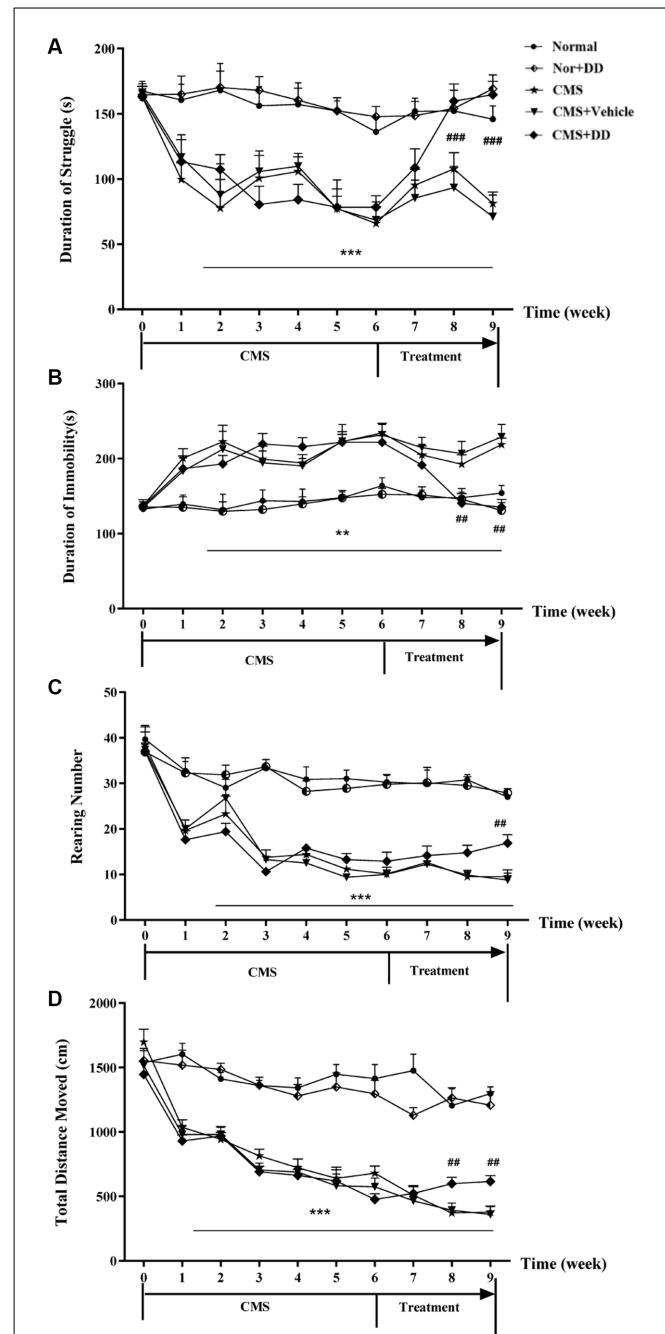 A
Normal
Nor+DD
CMS
CMS+Vehicle
CMS+DD
Duration of Struggle (s)
200
150
100
50
0
###
###
***
0 1 2 3 4 5 6 7 8 9
Time (week)
CMS
Treatment
B
Duration of Immobility(s)
300
200
100
0
##
##
**
0 1 2 3 4 5 6 7 8 9
Time (week)
CMS
Treatment
C
Rearing Number
50
40
30
20
10
0
##
***
0 1 2 3 4 5 6 7 8 9
Time (week)
CMS
Treatment
D
Total Distance Moved (cm)
2000
1500
1000
500
0
##
##
***
0 1 2 3 4 5 6 7 8 9
Time (week)
CMS
Treatment